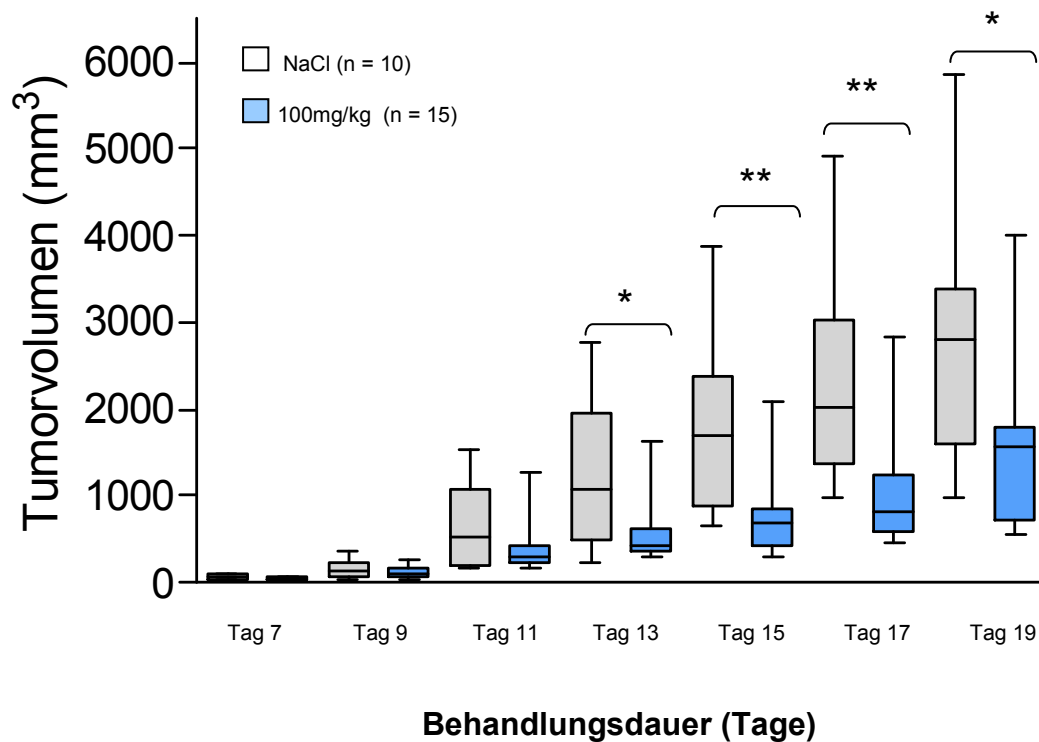 Tumorvolumen (mm³)
6000
5000
4000
3000
2000
1000
0
NaCl (n = 10)
100mg/kg (n = 15)
*
**
**
*
Tag 7 Tag 9 Tag 11 Tag 13 Tag 15 Tag 17 Tag 19
Behandlungsdauer (Tage)